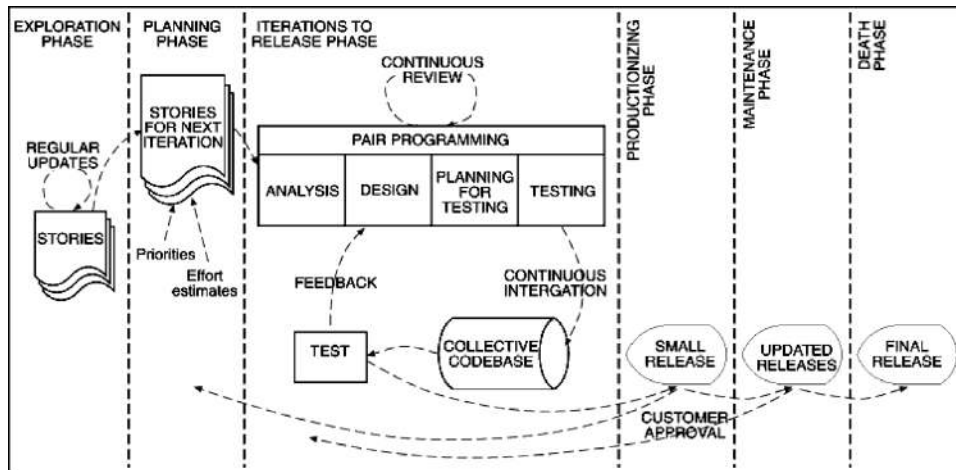 EXPLORATION
PHASE
PLANNING
PHASE
ITERATIONS TO
RELEASE PHASE
PRODUCTIONIZING
PHASE
MAINTENANCE
PHASE
DEATH
PHASE
CONTINUOUS
REVIEW
STORIES
FOR NEXT
ITERATION
REGULAR
UPDATES
STORIES
Priorities
Effort
estimates
PAIR PROGRAMMING
ANALYSIS
DESIGN
PLANNING
FOR
TESTING
TESTING
FEEDBACK
CONTINUOUS
INTERGATION
TEST
COLLECTIVE
CODEBASE
SMALL
RELEASE
UPDATED
RELEASES
FINAL
RELEASE
CUSTOMER
APPROVAL